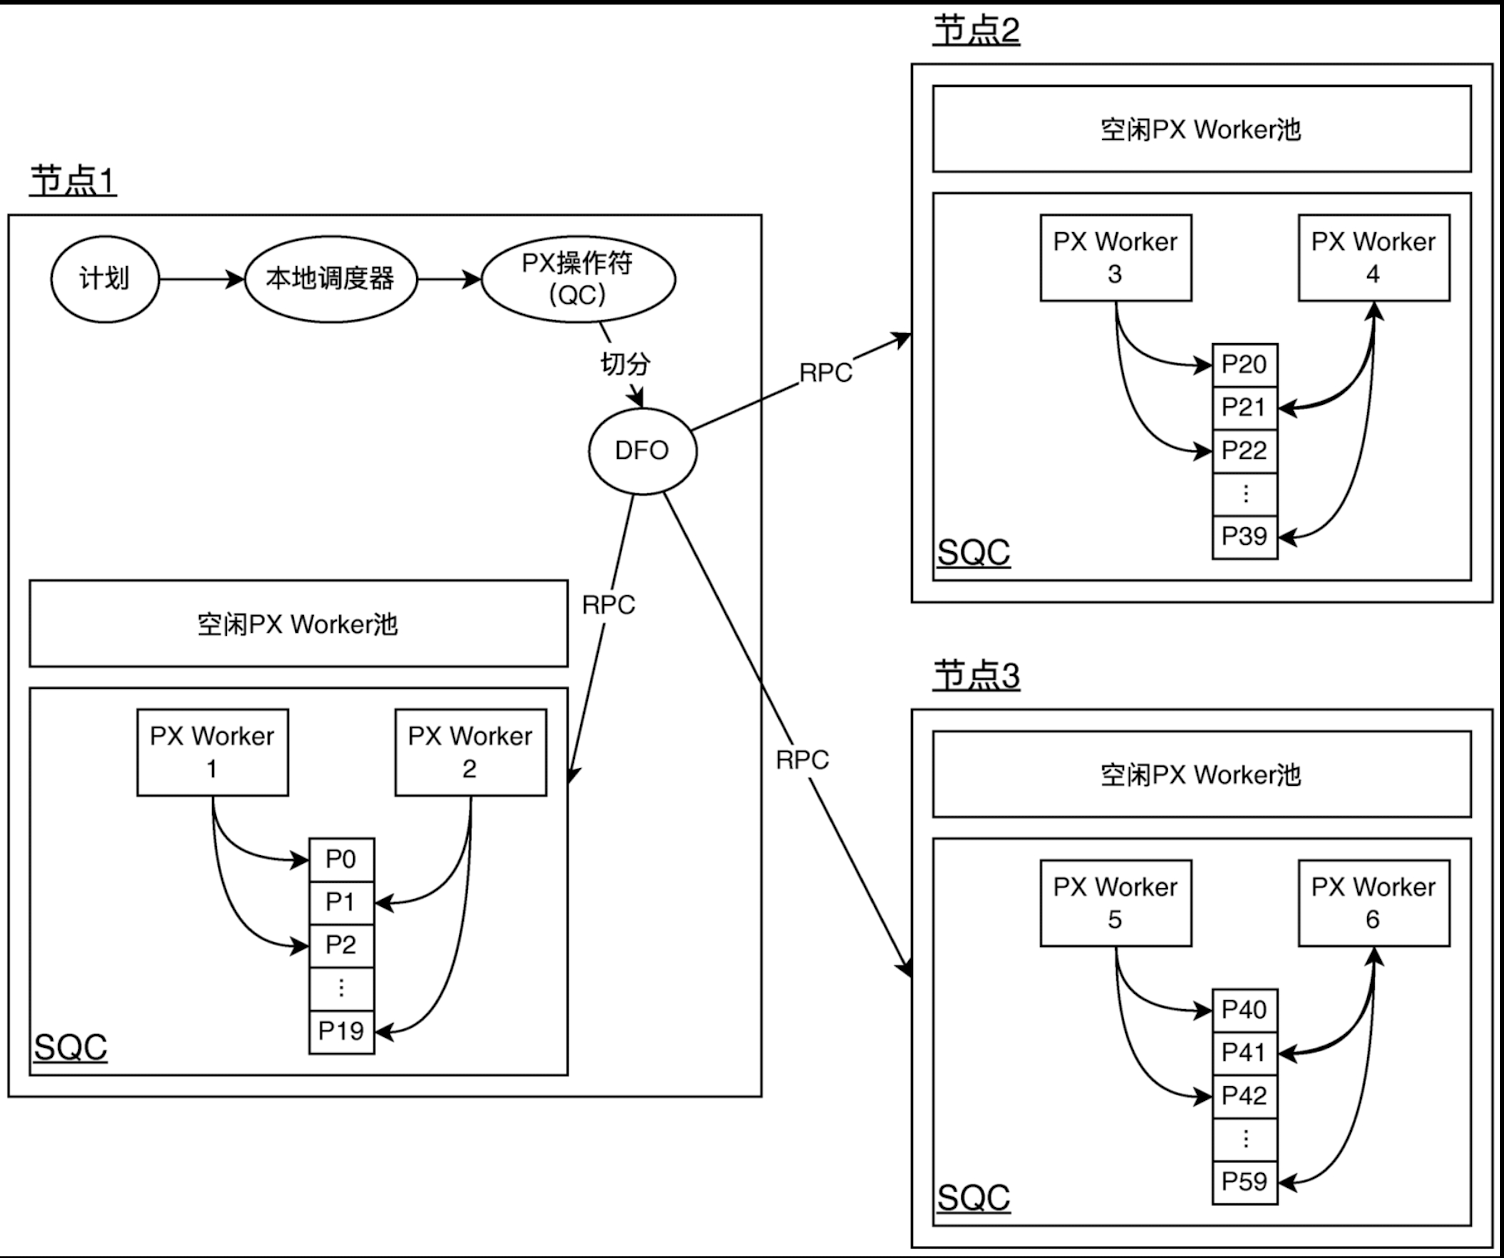 节点1
计划
本地调度器
PX操作符
(QC)
切分
DFO
RPC
RPC
RPC
空闲PX Worker池
PX Worker
1
PX Worker
2
P0
P1
P2
⋮
P19
SQC
节点2
空闲PX Worker池
PX Worker
3
PX Worker
4
P20
P21
P22
⋮
P39
SQC
节点3
空闲PX Worker池
PX Worker
5
PX Worker
6
P40
P41
P42
⋮
P59
SQC